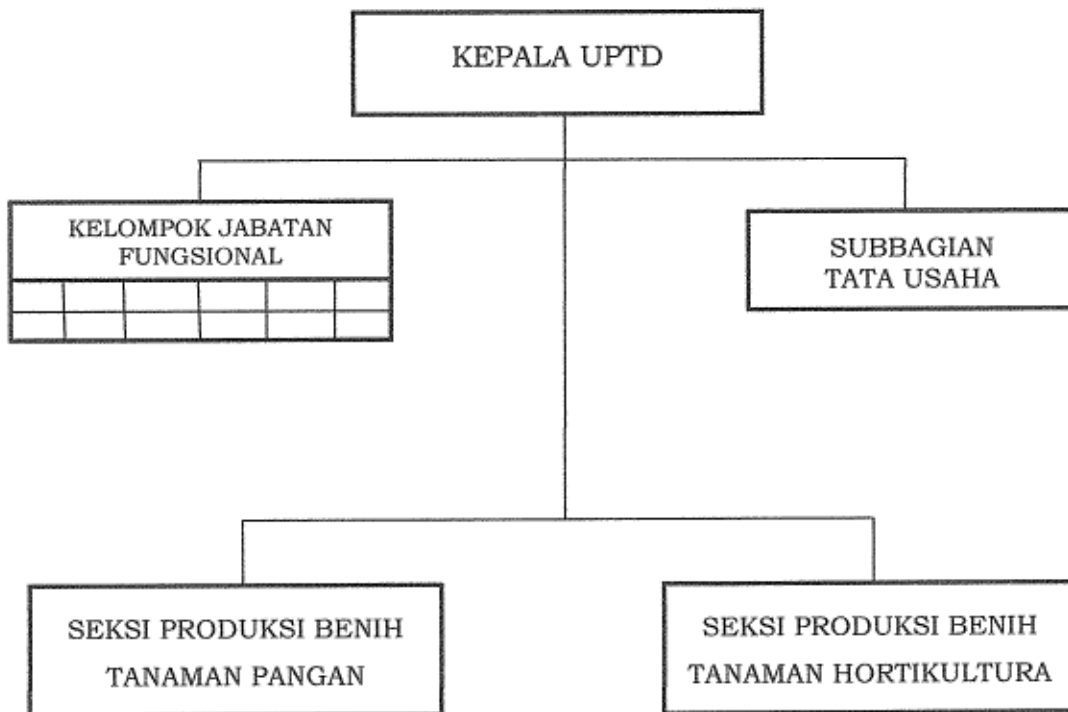 KEPALA UPTD
KELOMPOK JABATAN
FUNGSIONAL
SUBBAGIAN
TATA USAHA
SEKSI PRODUKSI BENIH
TANAMAN PANGAN
SEKSI PRODUKSI BENIH
TANAMAN HORTIKULTURA